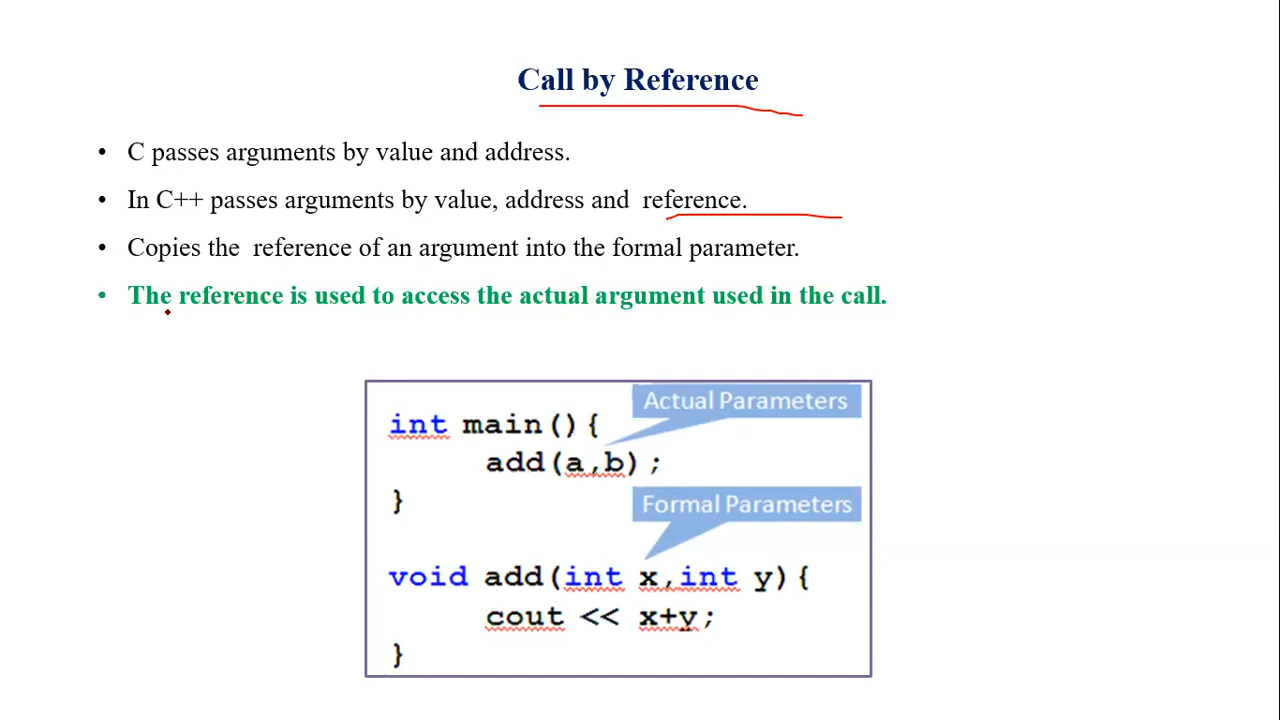 Call by Reference
• C passes arguments by value and address.
• In C++ passes arguments by value, address and reference.
• Copies the reference of an argument into the formal parameter.
• The reference is used to access the actual argument used in the call.
Actual Parameters
int main(){
add(a,b);
}
Formal Parameters
void add(int x,int y){
cout << x+y;
}